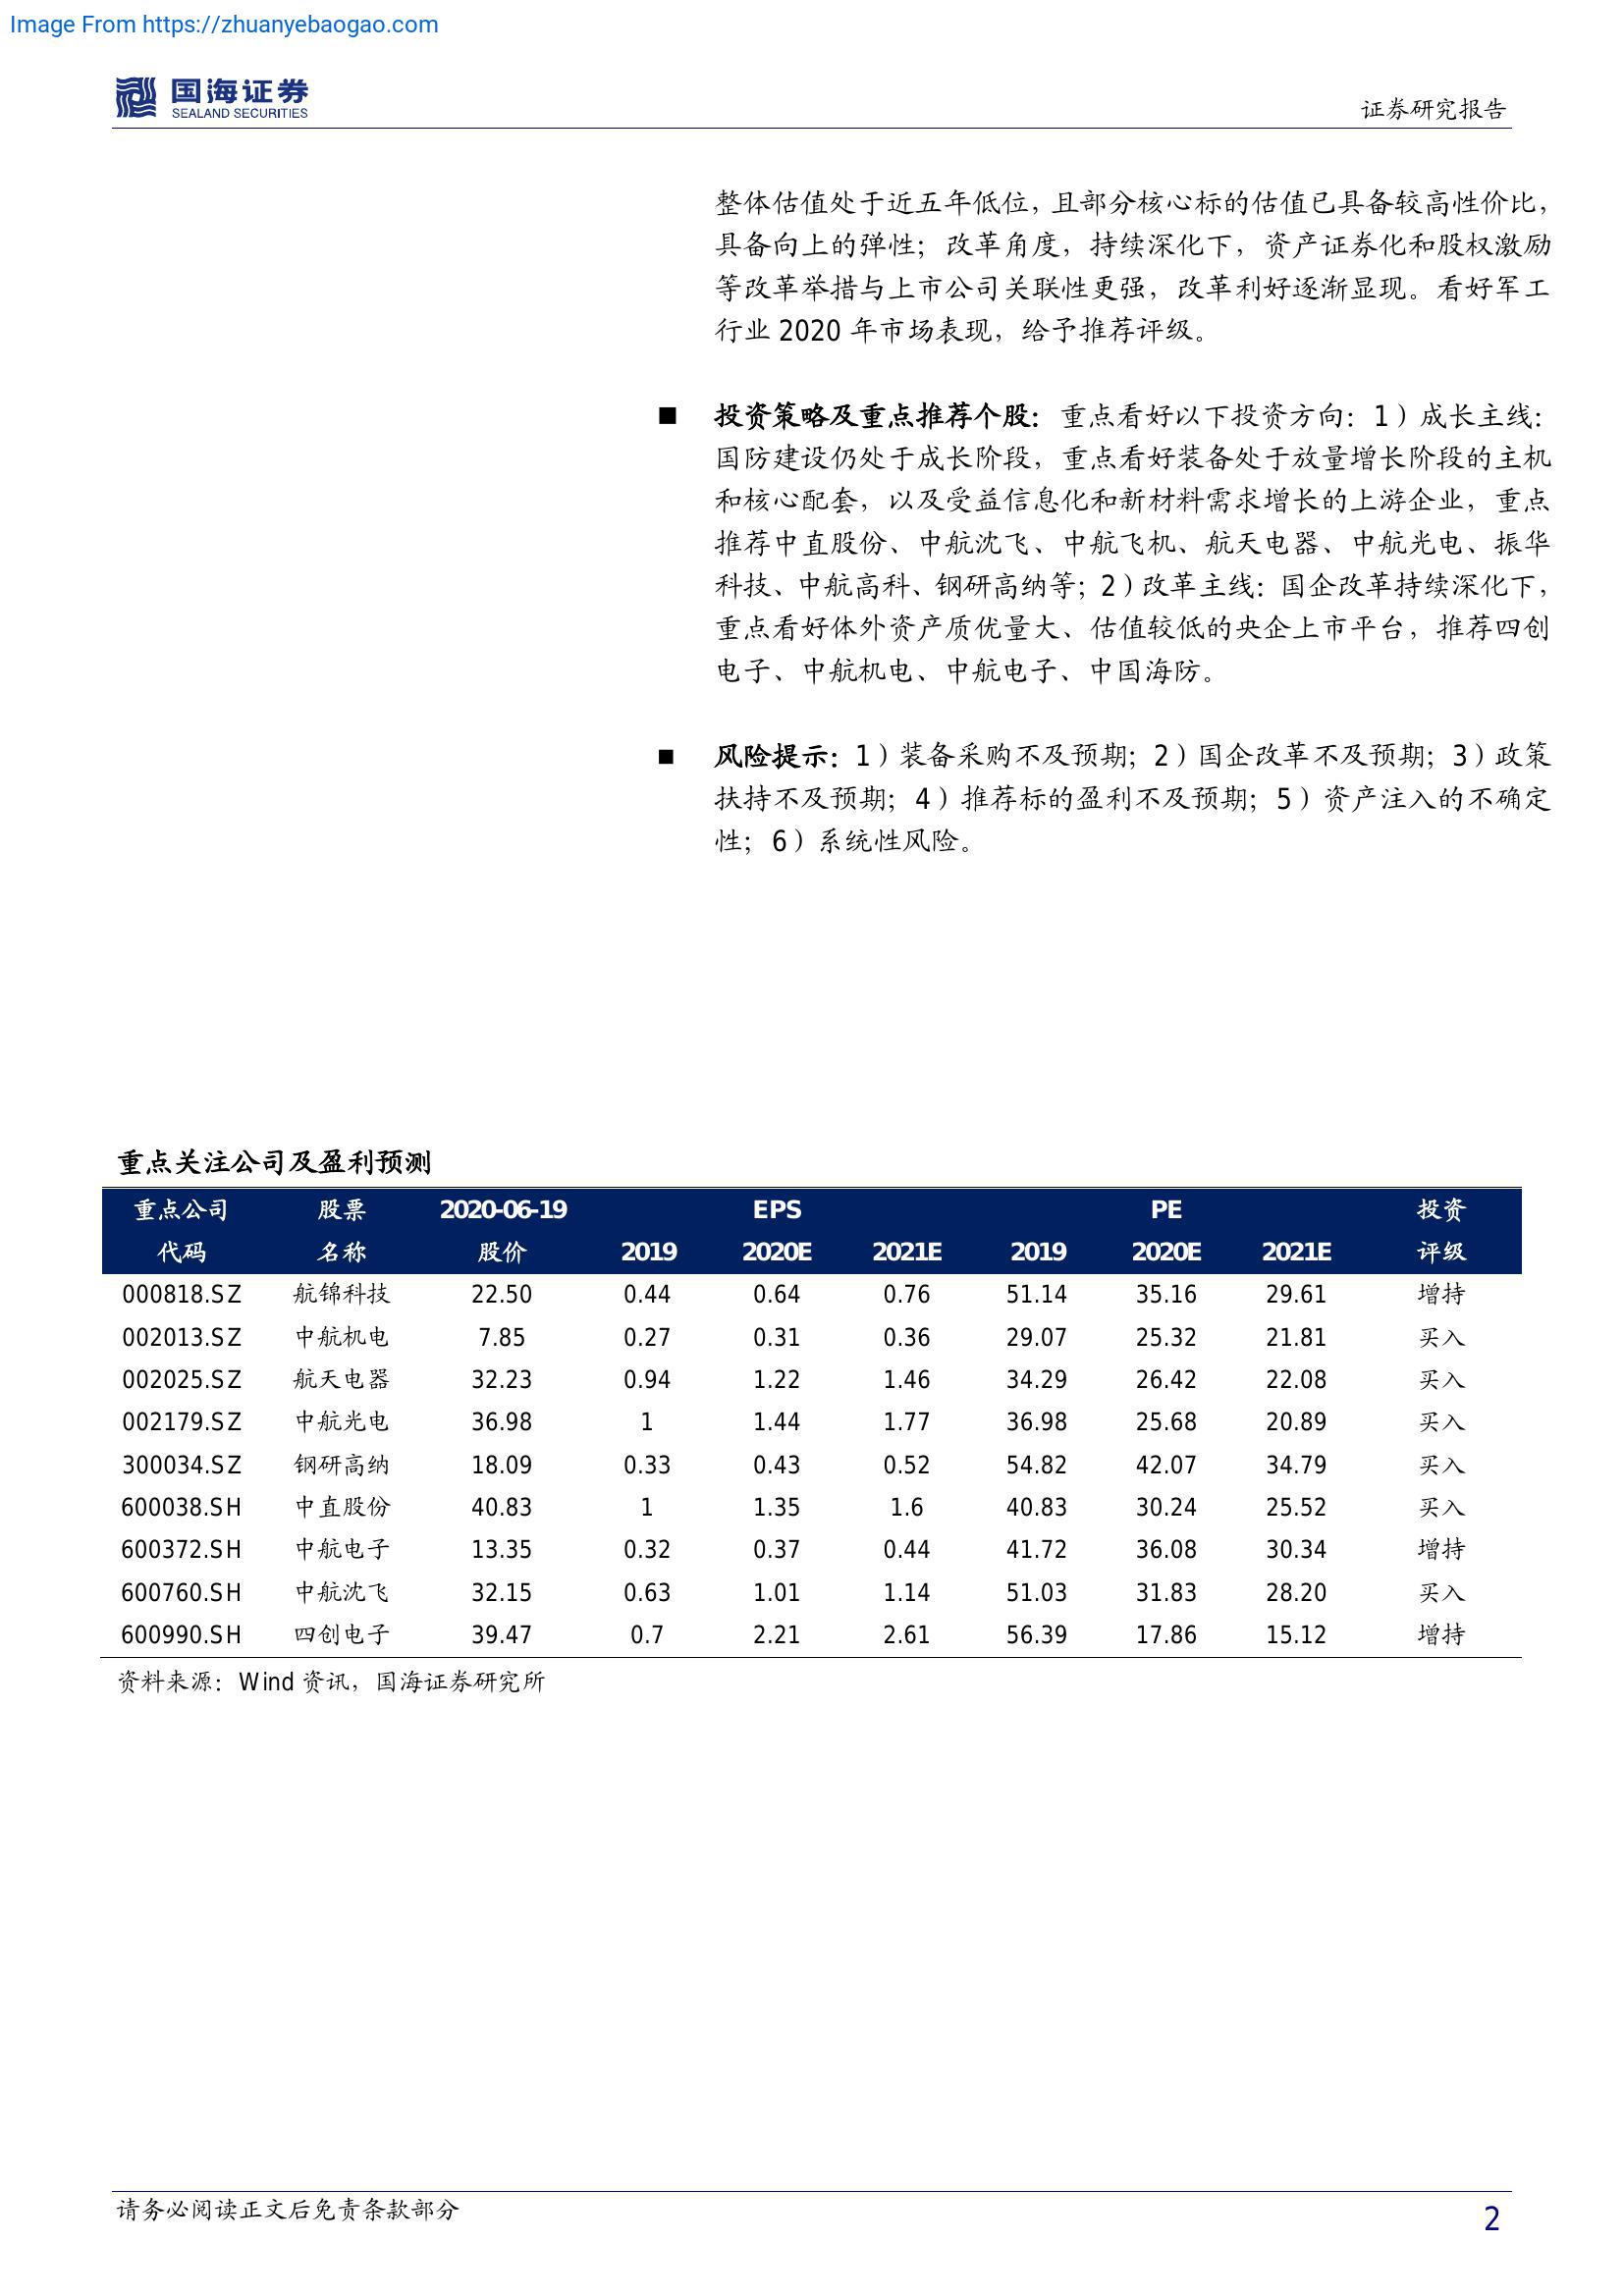 Image From https://zhuanyebaogao.com
国海证券
SEALAND SECURITIES
证券研究报告
整体估值处于近五年低位，且部分核心标的估值已具备较高性价比，
具备向上的弹性；改革角度，持续深化下，资产证券化和股权激励
等改革举措与上市公司关联性更强，改革利好逐渐显现。看好军工
行业 2020 年市场表现，给予推荐评级。
■ 投资策略及重点推荐个股：重点看好以下投资方向：1）成长主线：
国防建设仍处于成长阶段，重点看好装备处于放量增长阶段的主机
和核心配套，以及受益信息化和新材料需求增长的上游企业，重点
推荐中直股份、中航沈飞、中航飞机、航天电器、中航光电、振华
科技、中航高科、钢研高纳等；2）改革主线：国企改革持续深化下，
重点看好体外资产质优量大、估值较低的央企上市平台，推荐四创
电子、中航机电、中航电子、中国海防。
■ 风险提示：1）装备采购不及预期；2）国企改革不及预期；3）政策
扶持不及预期；4）推荐标的盈利不及预期；5）资产注入的不确定
性；6）系统性风险。
重点关注公司及盈利预测
重点公司 股票 2020-06-19 EPS PE 投资
代码 名称 股价 2019 2020E 2021E 2019 2020E 2021E 评级
000818.SZ 航锦科技 22.50 0.44 0.64 0.76 51.14 35.16 29.61 增持
002013.SZ 中航机电 7.85 0.27 0.31 0.36 29.07 25.32 21.81 买入
002025.SZ 航天电器 32.23 0.94 1.22 1.46 34.29 26.42 22.08 买入
002179.SZ 中航光电 36.98 1 1.44 1.77 36.98 25.68 20.89 买入
300034.SZ 钢研高纳 18.09 0.33 0.43 0.52 54.82 42.07 34.79 买入
600038.SH 中直股份 40.83 1 1.35 1.6 40.83 30.24 25.52 买入
600372.SH 中航电子 13.35 0.32 0.37 0.44 41.72 36.08 30.34 增持
600760.SH 中航沈飞 32.15 0.63 1.01 1.14 51.03 31.83 28.20 买入
600990.SH 四创电子 39.47 0.7 2.21 2.61 56.39 17.86 15.12 增持
资料来源：Wind 资讯，国海证券研究所
请务必阅读正文后免责条款部分
2